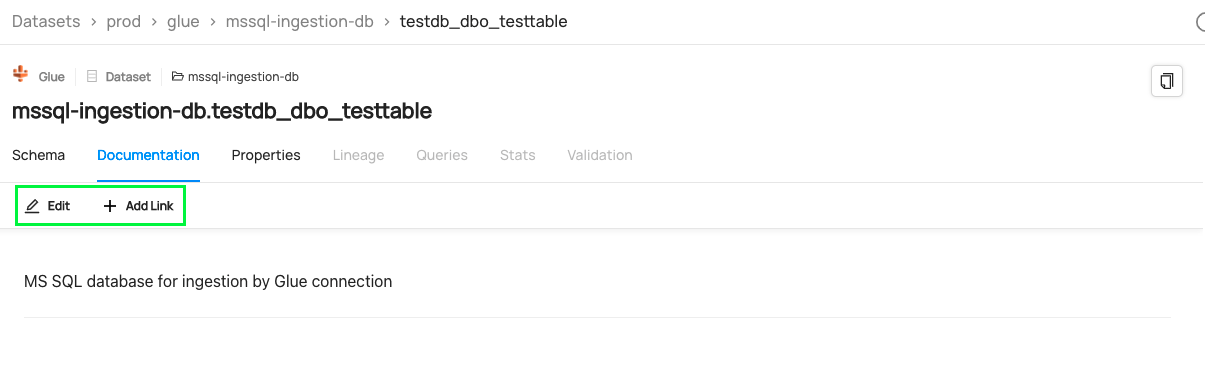 Datasets > prod > glue > mssql-ingestion-db > testdb_dbo_testtable
Glue Dataset mssql-ingestion-db
mssql-ingestion-db.testdb_dbo_testtable
Schema Documentation Properties Lineage Queries Stats Validation
Edit + Add Link
MS SQL database for ingestion by Glue connection